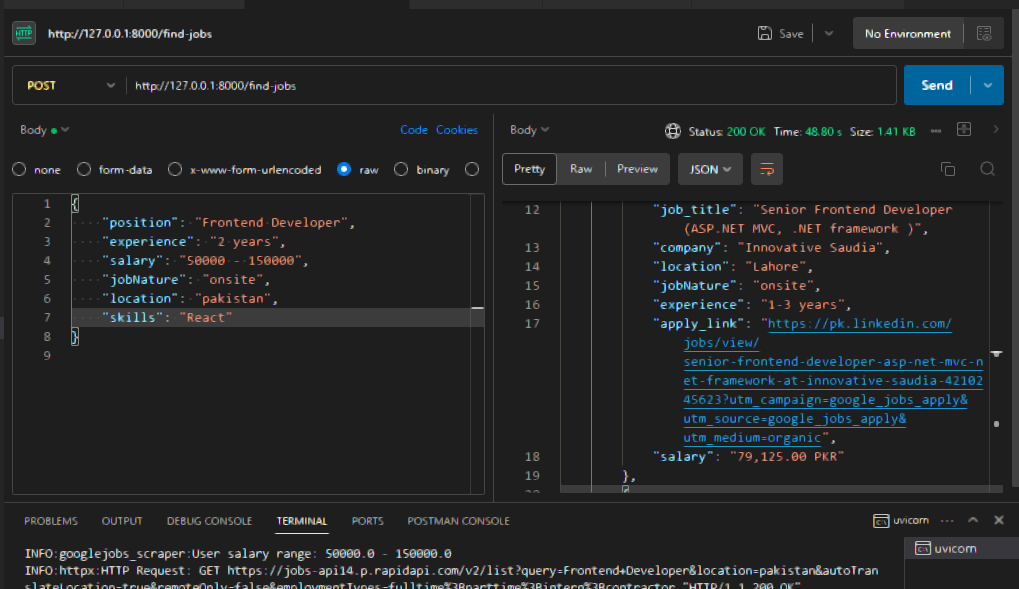 HTTP http://127.0.0.1:8000/find-jobs Save No Environment
POST http://127.0.0.1:8000/find-jobs Send
Body Code Cookies
none form-data x-www-form-urlencoded raw binary
1 {
2 "position": "Frontend Developer",
3 "experience": "2 years",
4 "salary": "50000 - 150000",
5 "jobNature": "onsite",
6 "location": "pakistan",
7 "skills": "React"
8 }
9
Body Status: 200 OK Time: 48.80 s Size: 1.41 KB
Pretty Raw Preview JSON
12 "job_title": "Senior Frontend Developer
(ASP.NET MVC, .NET framework )",
13 "company": "Innovative Saudia",
14 "location": "Lahore",
15 "jobNature": "onsite",
16 "experience": "1-3 years",
17 "apply_link": "https://pk.linkedin.com/
jobs/view/
senior-frontend-developer-asp-net-mvc-n
et-framework-at-innovative-saudia-42102
45623?utm_campaign=google_jobs_apply&
utm_source=google_jobs_apply&
utm_medium=organic",
18 "salary": "79,125.00 PKR"
19 },
{
PROBLEMS OUTPUT DEBUG CONSOLE TERMINAL PORTS POSTMAN CONSOLE uvicorn
uvicorn
INFO:googlejobs_scraper:User salary range: 50000.0 - 150000.0
INFO:httpx:HTTP Request: GET https://jobs-api14.p.rapidapi.com/v2/list?query=Frontend+Developer&location=pakistan&autoTran
slateLocation=true&remoteOnly=false&employmentTypes=fulltime%3Bparttime%3Bintern%3Bcontractor "HTTP/1.1 200 OK"